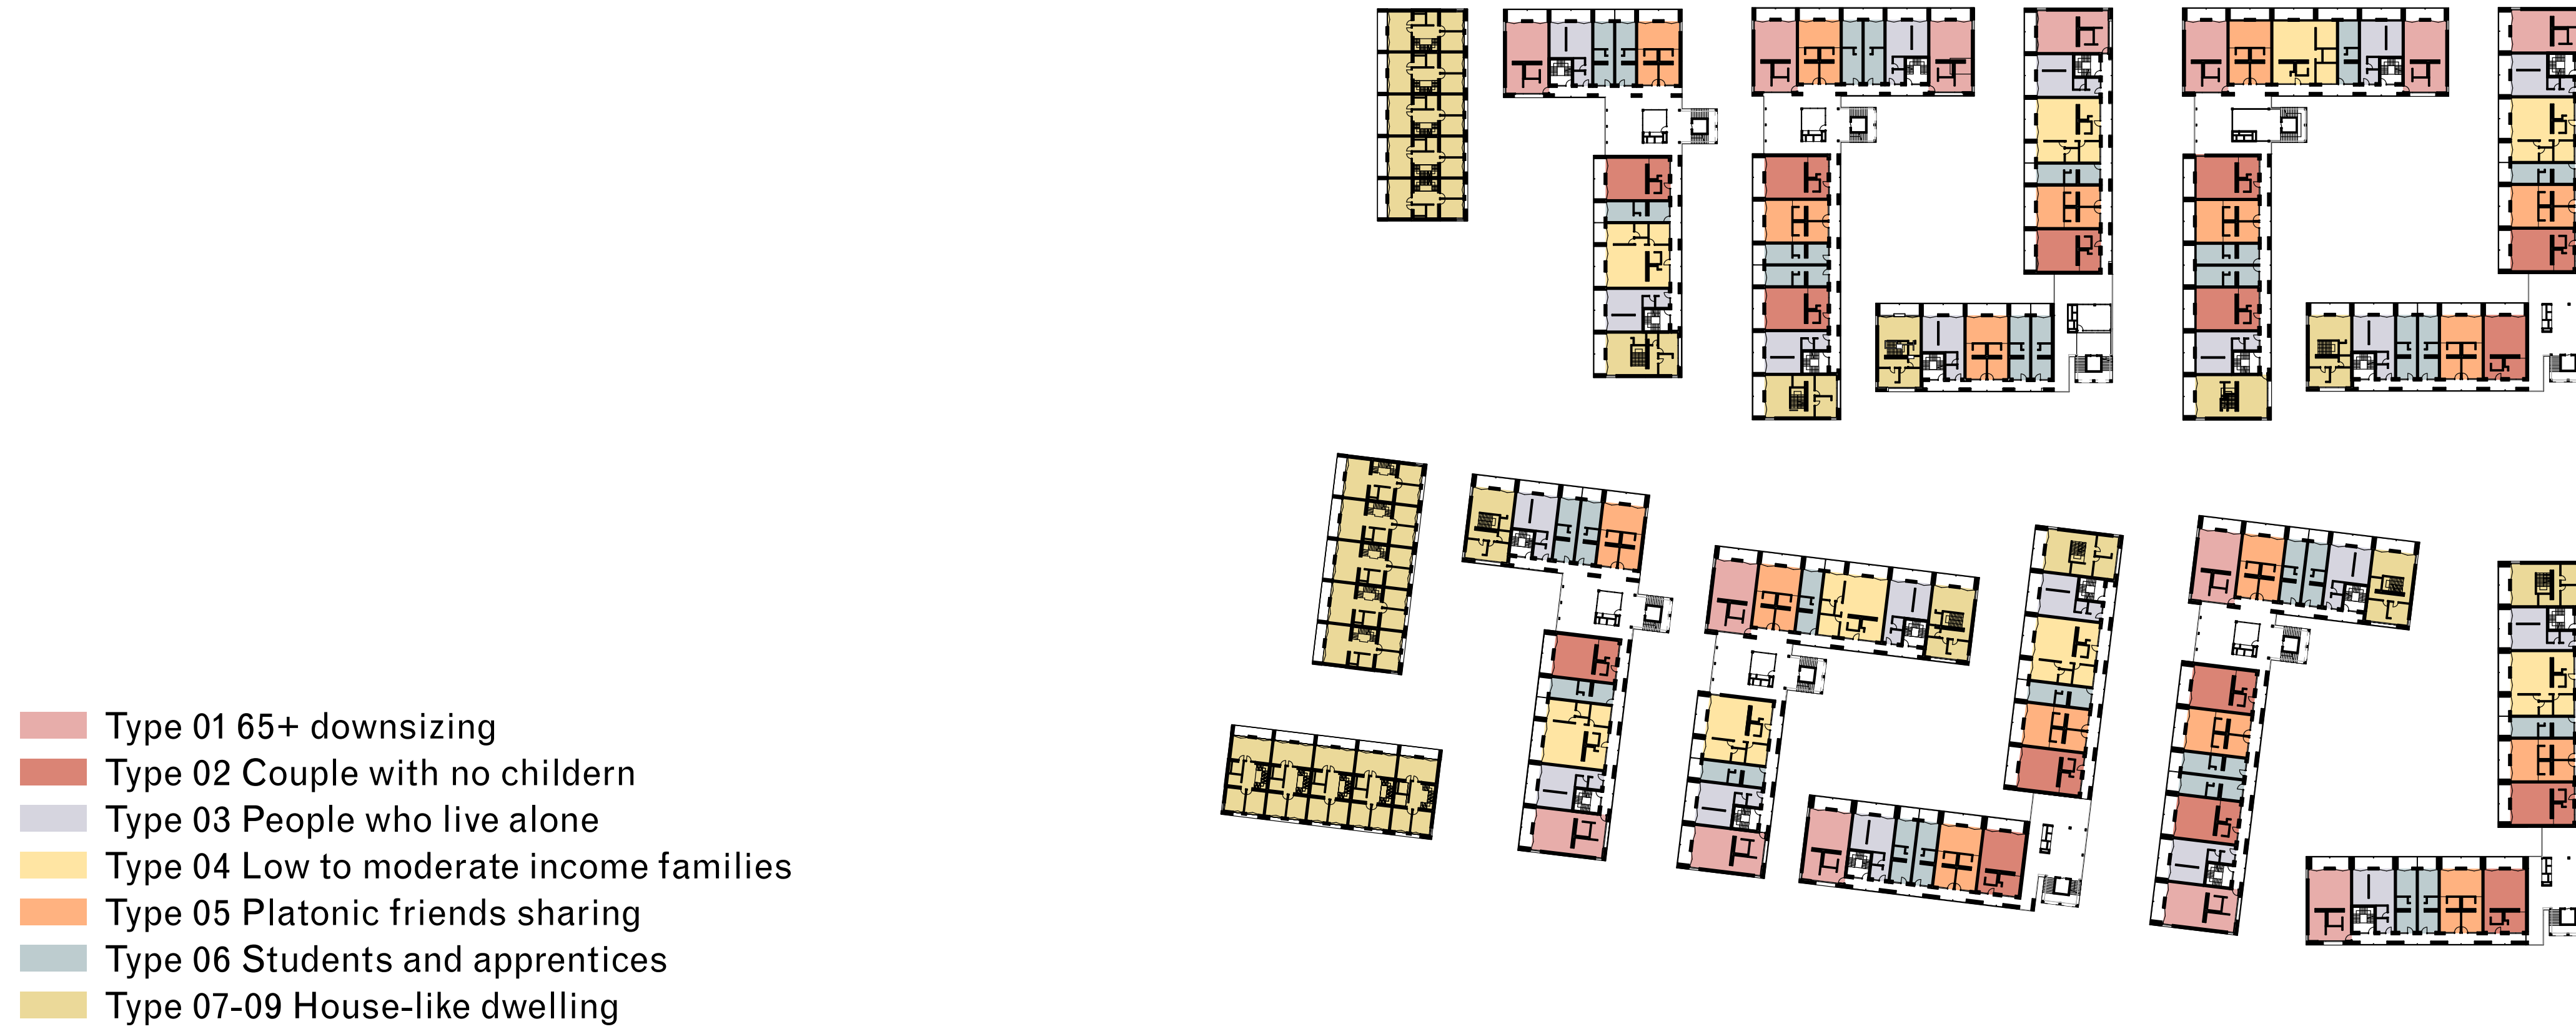 Type 01 65+ downsizing
Type 02 Couple with no childern
Type 03 People who live alone
Type 04 Low to moderate income families
Type 05 Platonic friends sharing
Type 06 Students and apprentices
Type 07-09 House-like dwelling